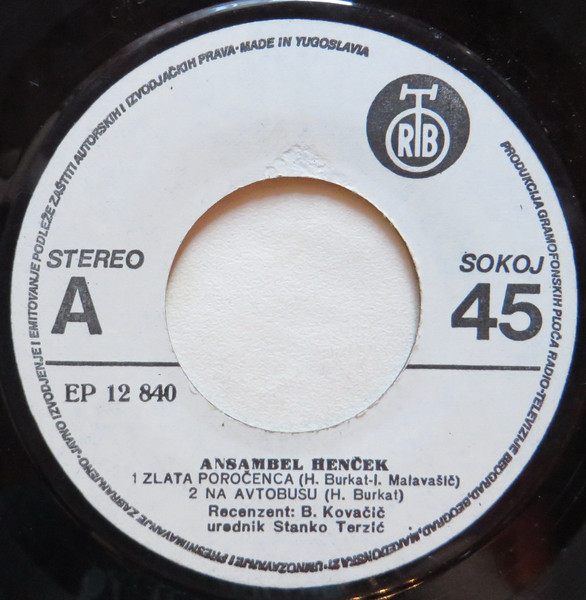 PRODUKCIJA GRAMOFONSKIH PLOČA RADIO-TELEVIZIJE BEOGRAD, BEOGRAD, MAKEDONSKA 21 · UMNOŽAVANJE I PRESNIMAVANJE ZABRANJENO · JAVNO IZVODJENJE I EMITOVANJE PODLEŽE ZAŠTITI AUTORSKIH I IZVODJAČKIH PRAVA · MADE IN YUGOSLAVIA
RTB
STEREO
SOKOJ
A
45
EP 12 840
ANSAMBEL HENČEK
1 ZLATA POROČENCA (H. Burkat-I. Malavašič)
2 NA AVTOBUSU (H. Burkat)
Recenzent: B. Kovačič
urednik Stanko Terzić